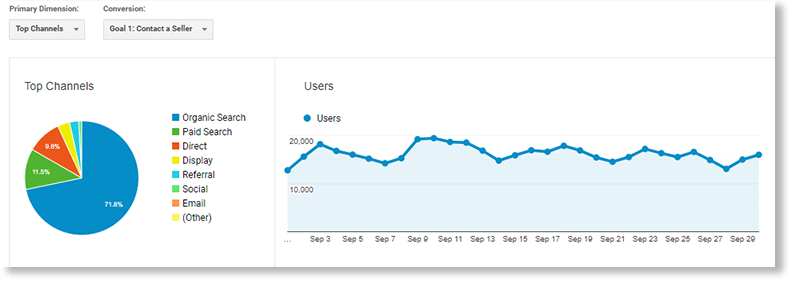 Primary Dimension:
Conversion:
Top Channels
Goal 1: Contact a Seller
Top Channels
71.8%
11.5%
9.8%
Organic Search
Paid Search
Direct
Display
Referral
Social
Email
(Other)
Users
Users
20,000
10,000
... Sep 3 Sep 5 Sep 7 Sep 9 Sep 11 Sep 13 Sep 15 Sep 17 Sep 19 Sep 21 Sep 23 Sep 25 Sep 27 Sep 29